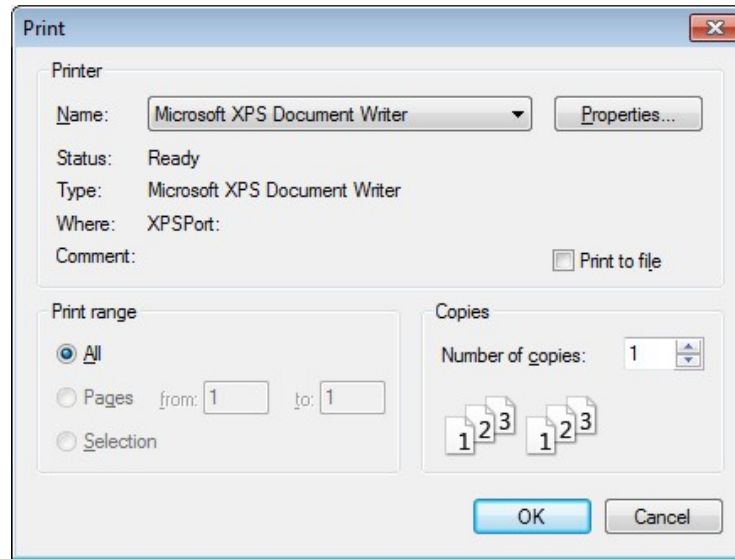 Print
Printer
Name: Microsoft XPS Document Writer Properties...
Status: Ready
Type: Microsoft XPS Document Writer
Where: XPSPort:
Comment: Print to file
Print range
All
Pages from: 1 to: 1
Selection
Copies
Number of copies: 1
1 2 3 1 2 3
OK Cancel